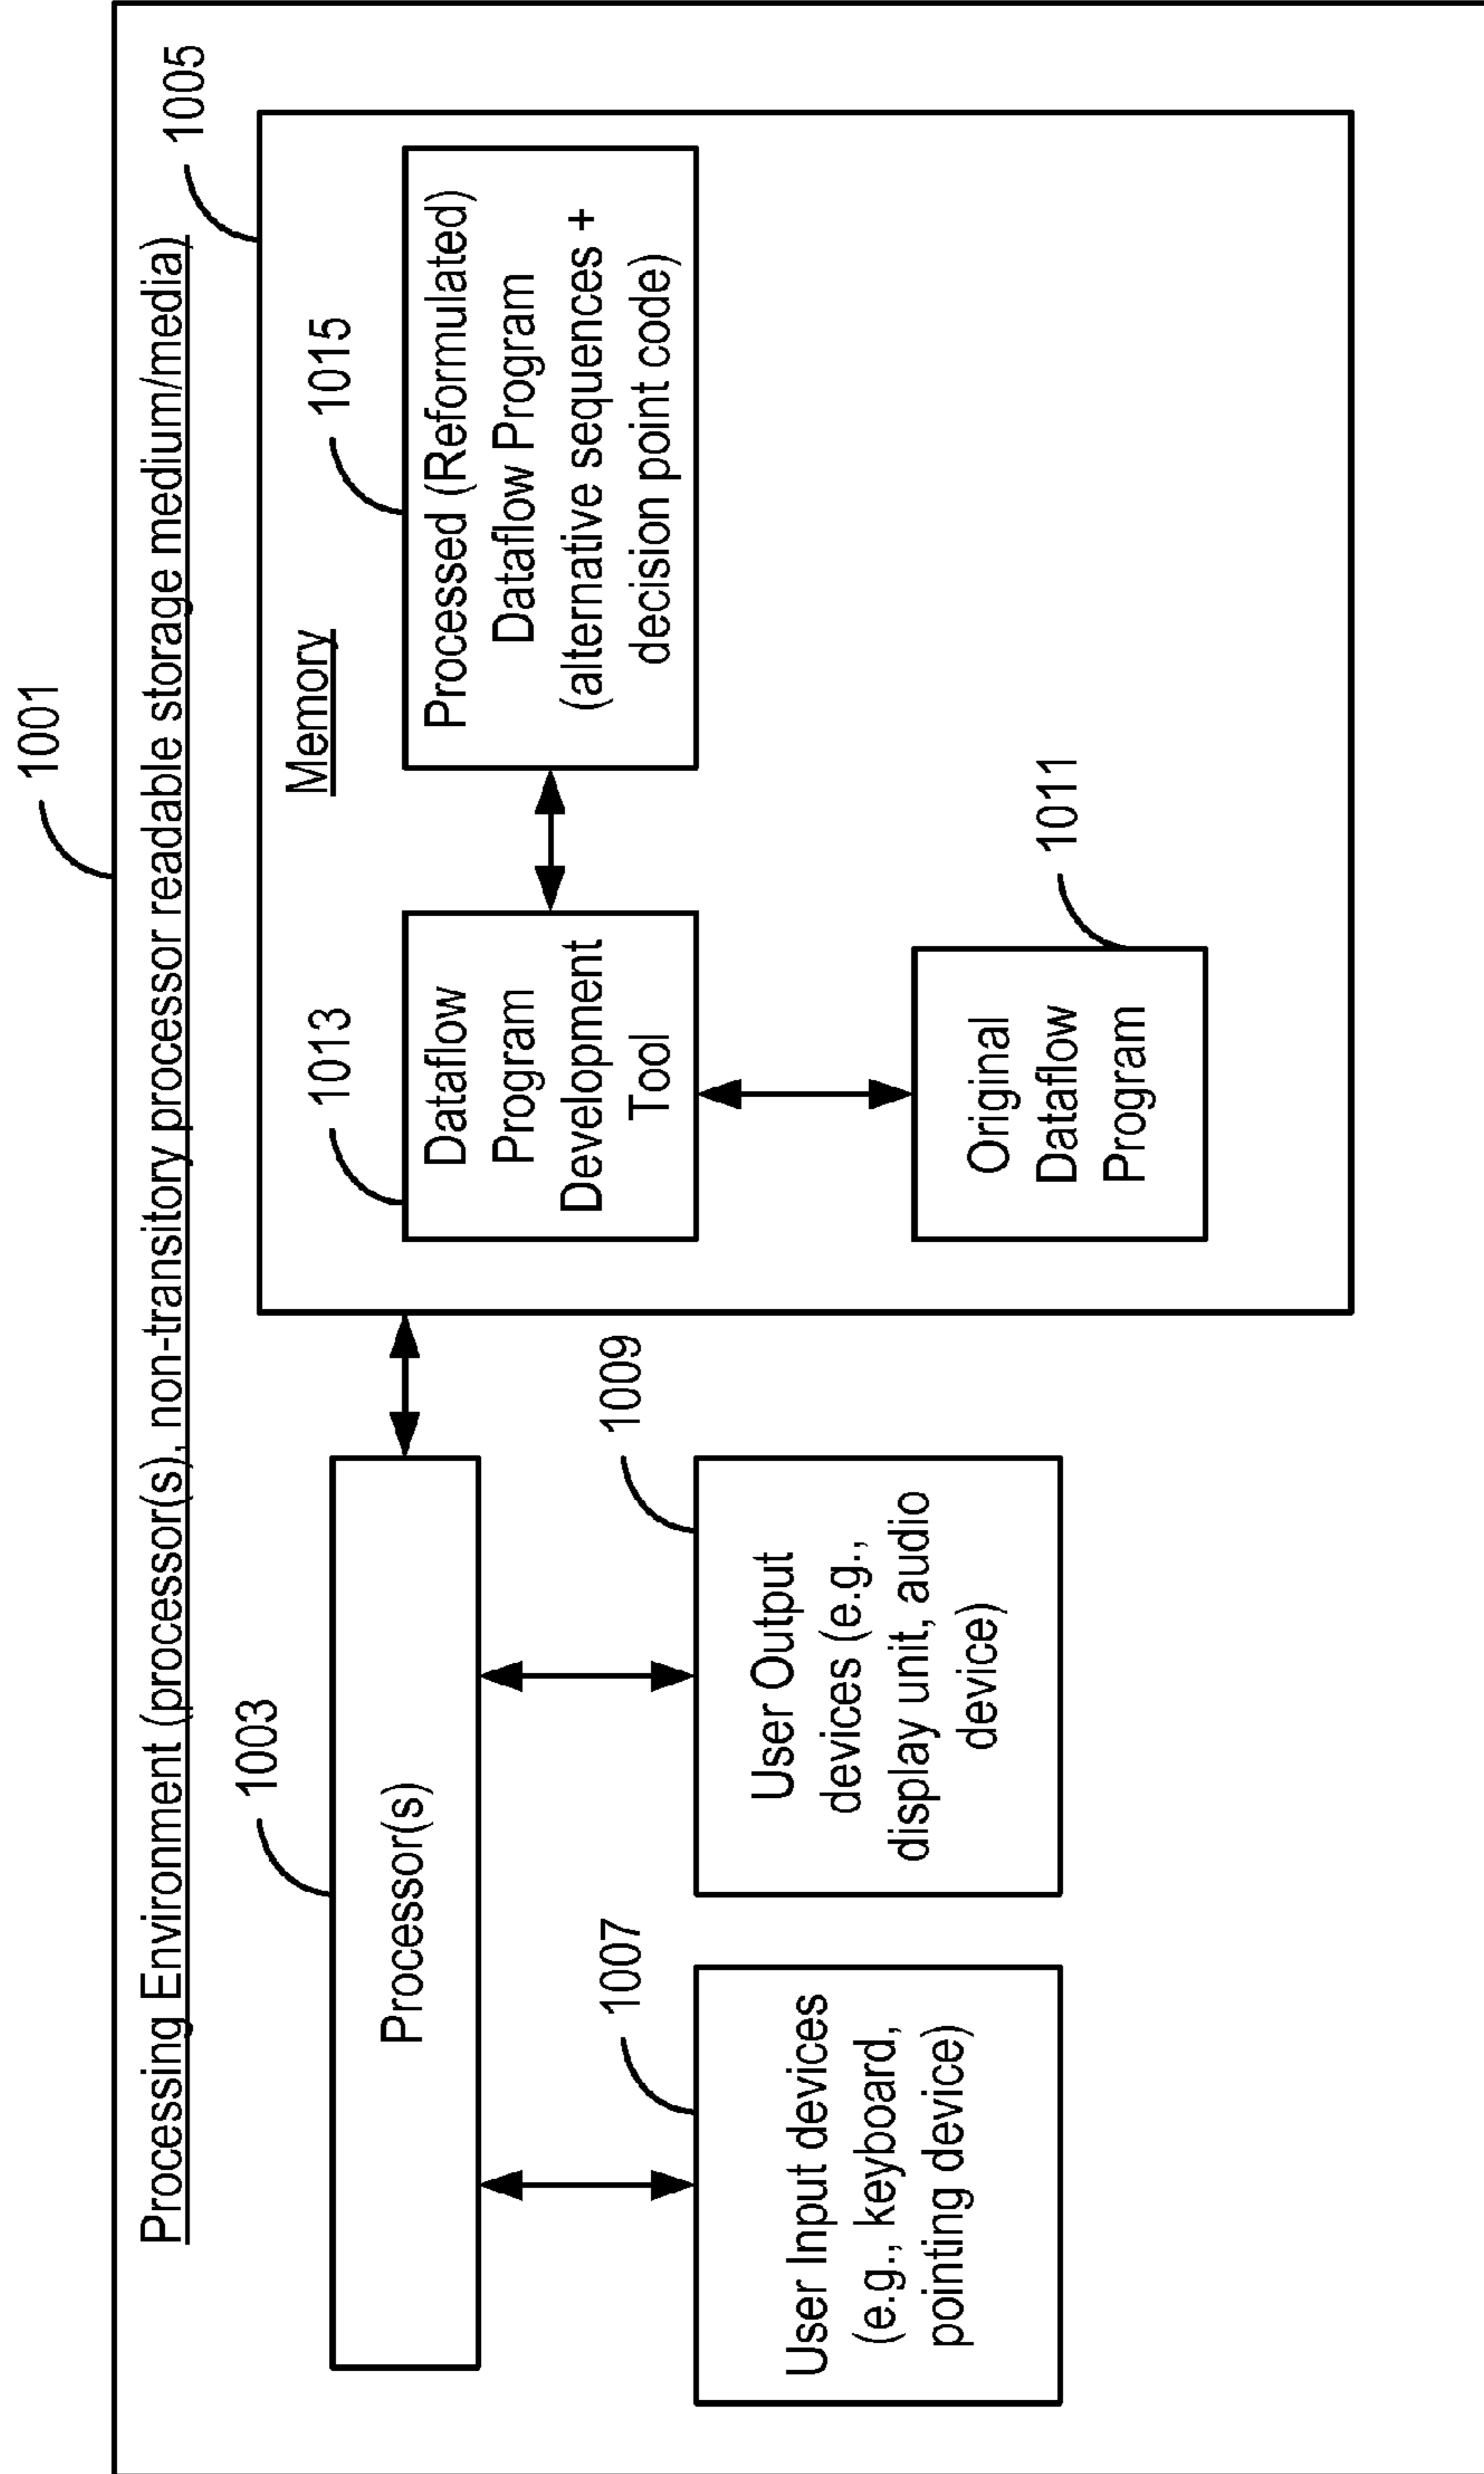 1001
Processing Environment (processor(s), non-transitory processor readable storage medium/media)
1003
Processor(s)
1007
User Input devices
(e.g., keyboard,
pointing device)
1009
User Output
devices (e.g.,
display unit, audio
device)
1005
Memory
1013
Dataflow
Program
Development
Tool
1015
Processed (Reformulated)
Dataflow Program
(alternative sequences +
decision point code)
1011
Original
Dataflow
Program